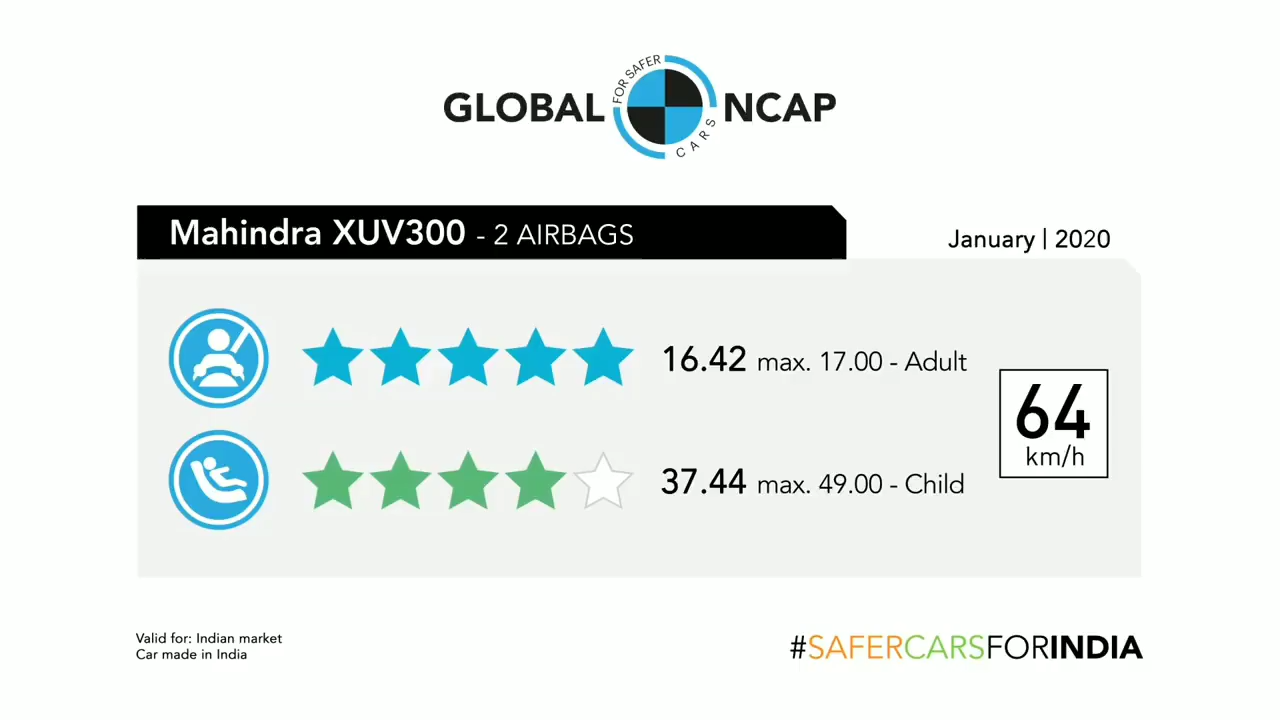 GLOBAL FOR SAFER CARS NCAP
Mahindra XUV300 - 2 AIRBAGS
January | 2020
16.42 max. 17.00 - Adult
64
km/h
37.44 max. 49.00 - Child
Valid for: Indian market
Car made in India
#SAFERCARSFORINDIA